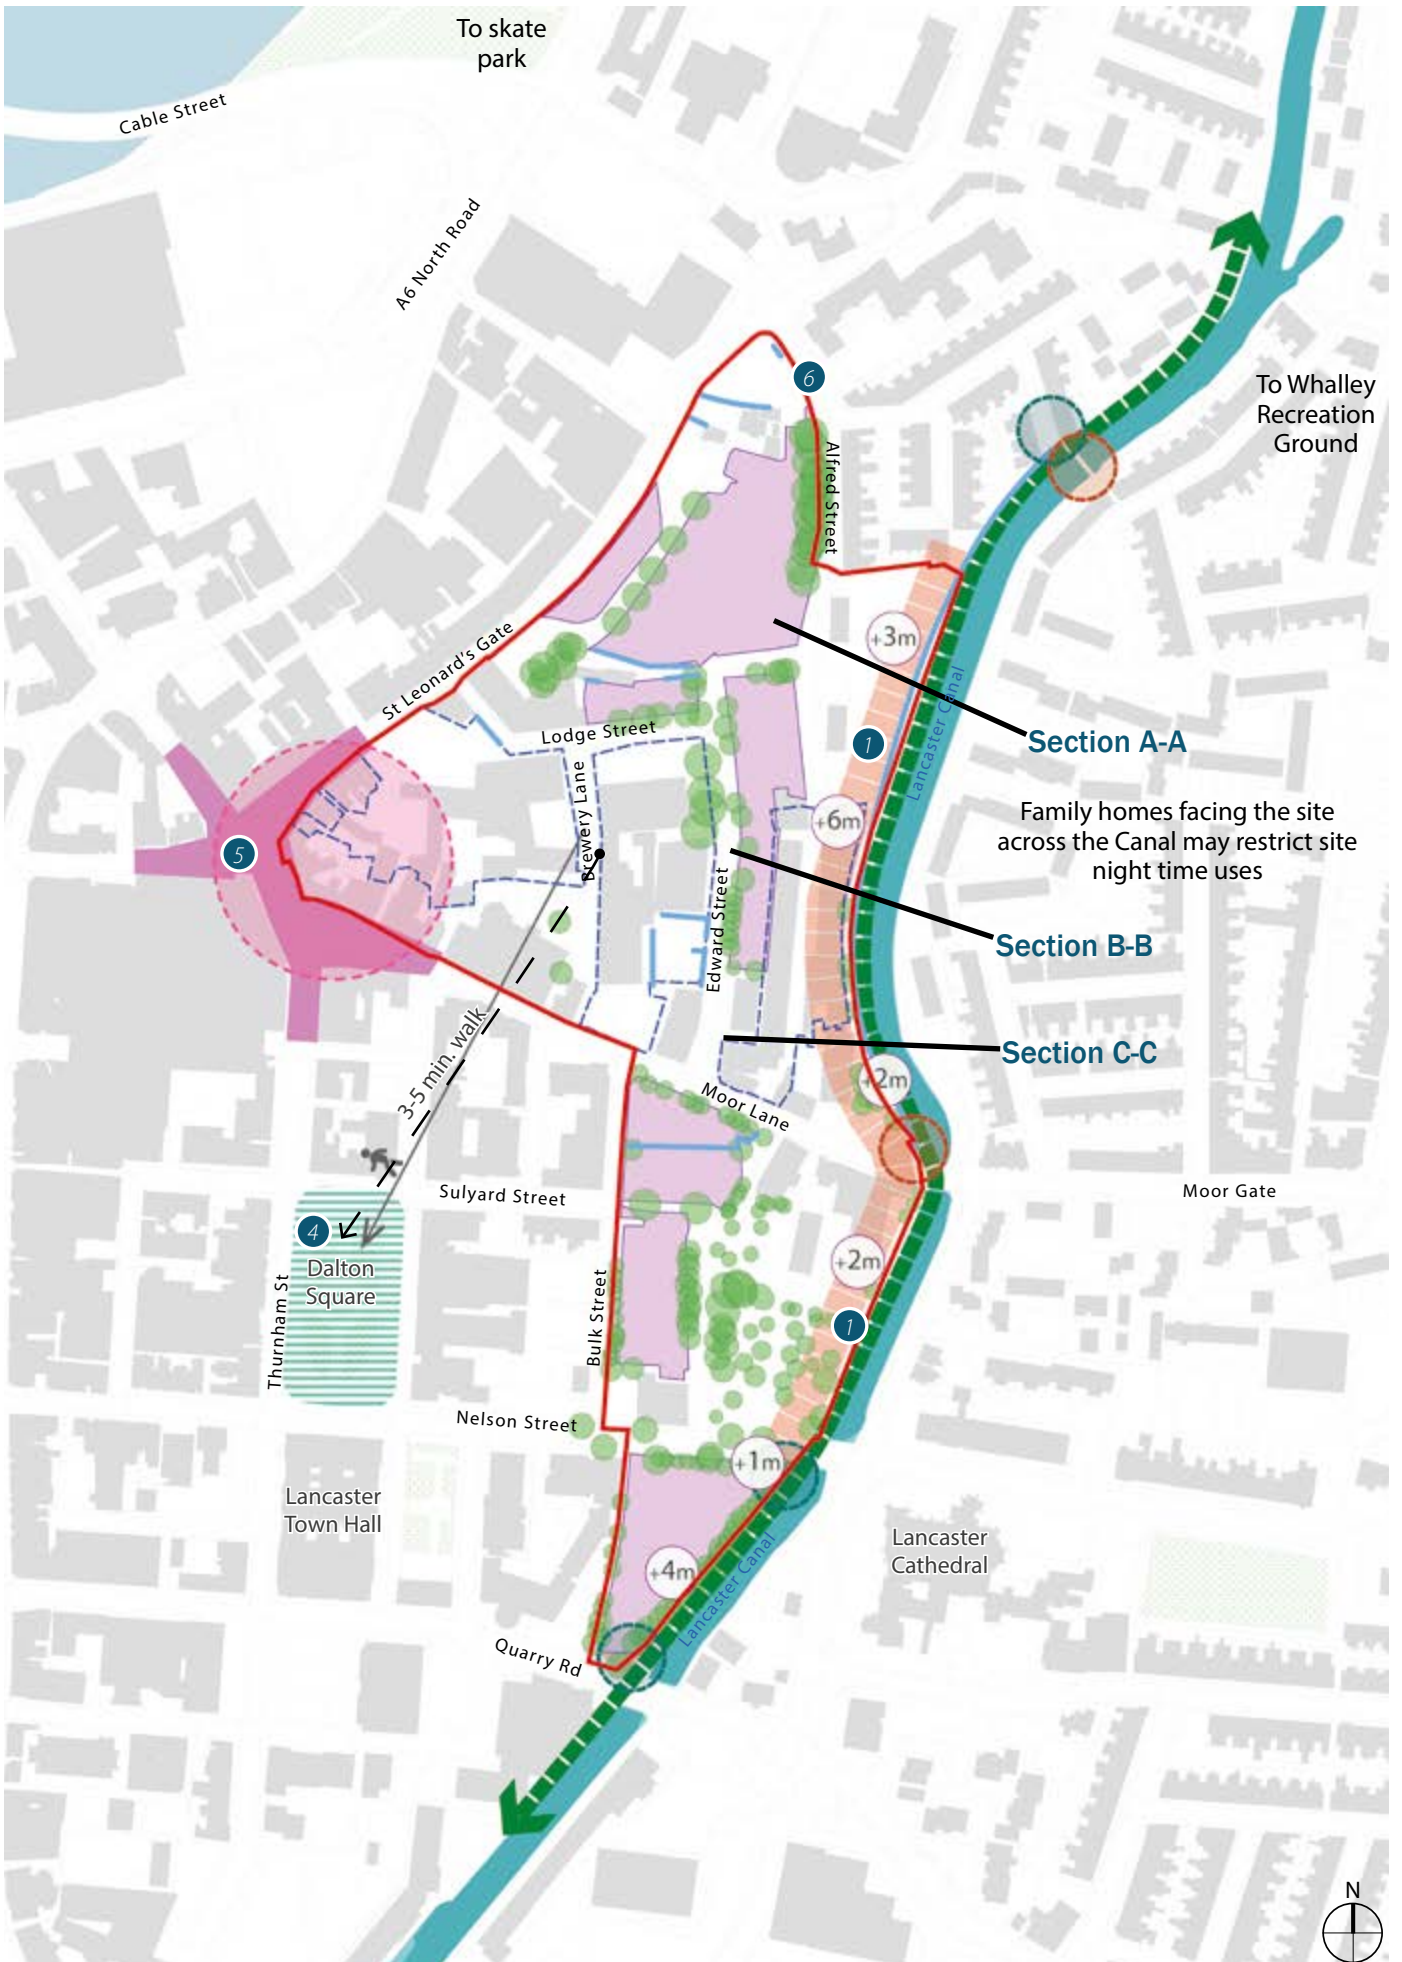 To skate
park
Cable Street
A6 North Road
6
To Whalley
Recreation
Ground
Alfred Street
+3m
St Leonard's Gate
Lancaster Canal
Lodge Street
1
Section A-A
Brewery Lane
+6m
Family homes facing the site
across the Canal may restrict site
night time uses
5
Edward Street
Section B-B
3-5 min. walk
Section C-C
+2m
Moor Lane
Sulyard Street
Moor Gate
4
Dalton
Square
+2m
Thurnham St
Bulk Street
1
Nelson Street
+1m
Lancaster
Town Hall
Lancaster
Cathedral
+4m
Lancaster Canal
Quarry Rd
N